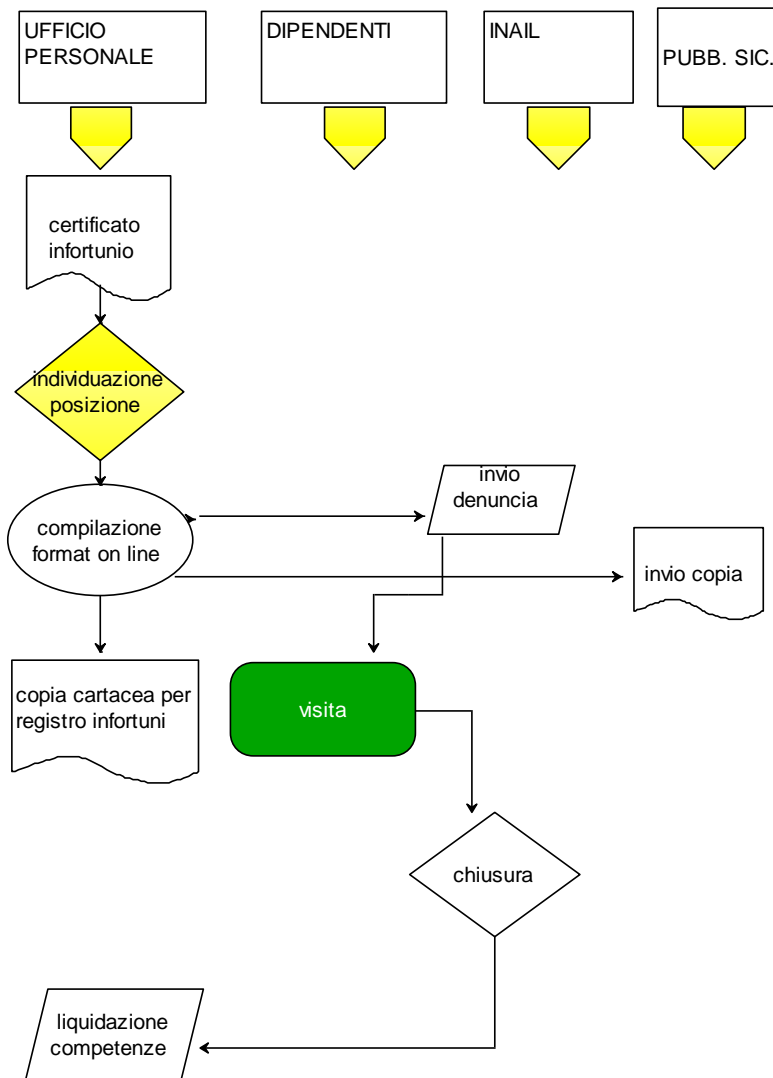 UFFICIO
PERSONALE
DIPENDENTI
INAIL
PUBB. SIC.
certificato
infortunio
individuazione
posizione
compilazione
format on line
invio
denuncia
invio copia
copia cartacea per
registro infortuni
visita
chiusura
liquidazione
competenze